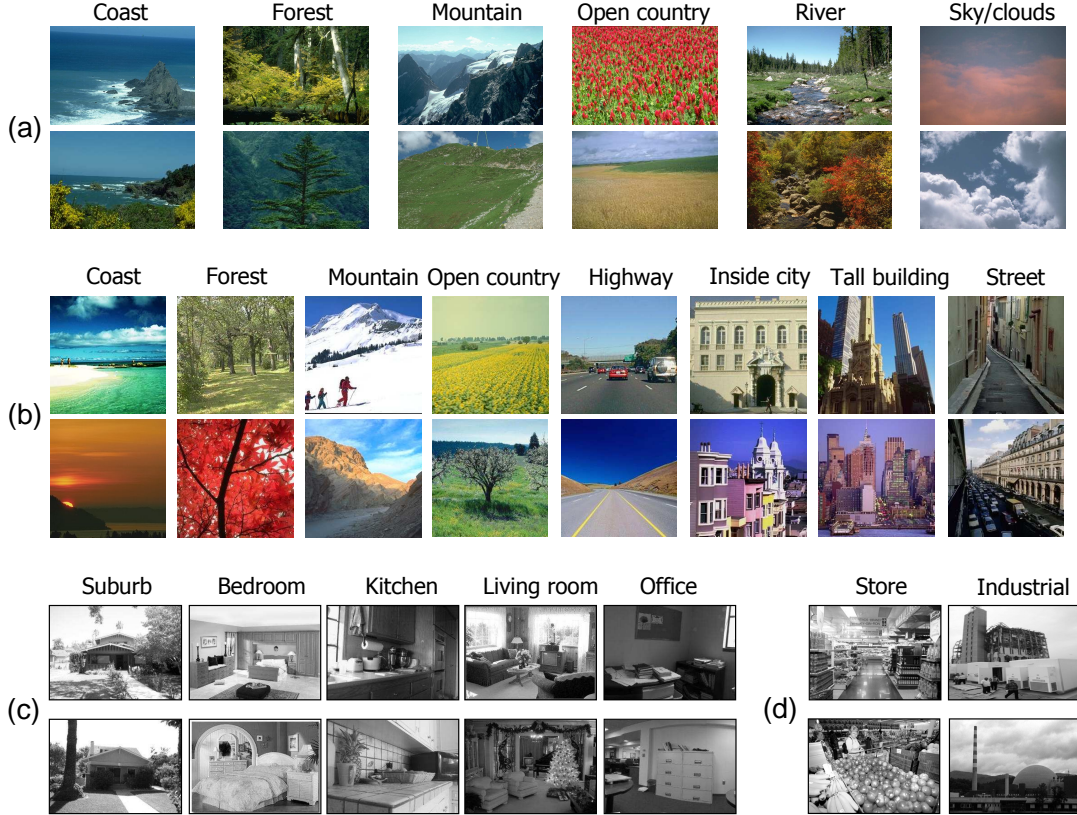 Coast Forest Mountain Open country River Sky/clouds
(a)
Coast Forest Mountain Open country Highway Inside city Tall building Street
(b)
Suburb Bedroom Kitchen Living room Office Store Industrial
(c) (d)